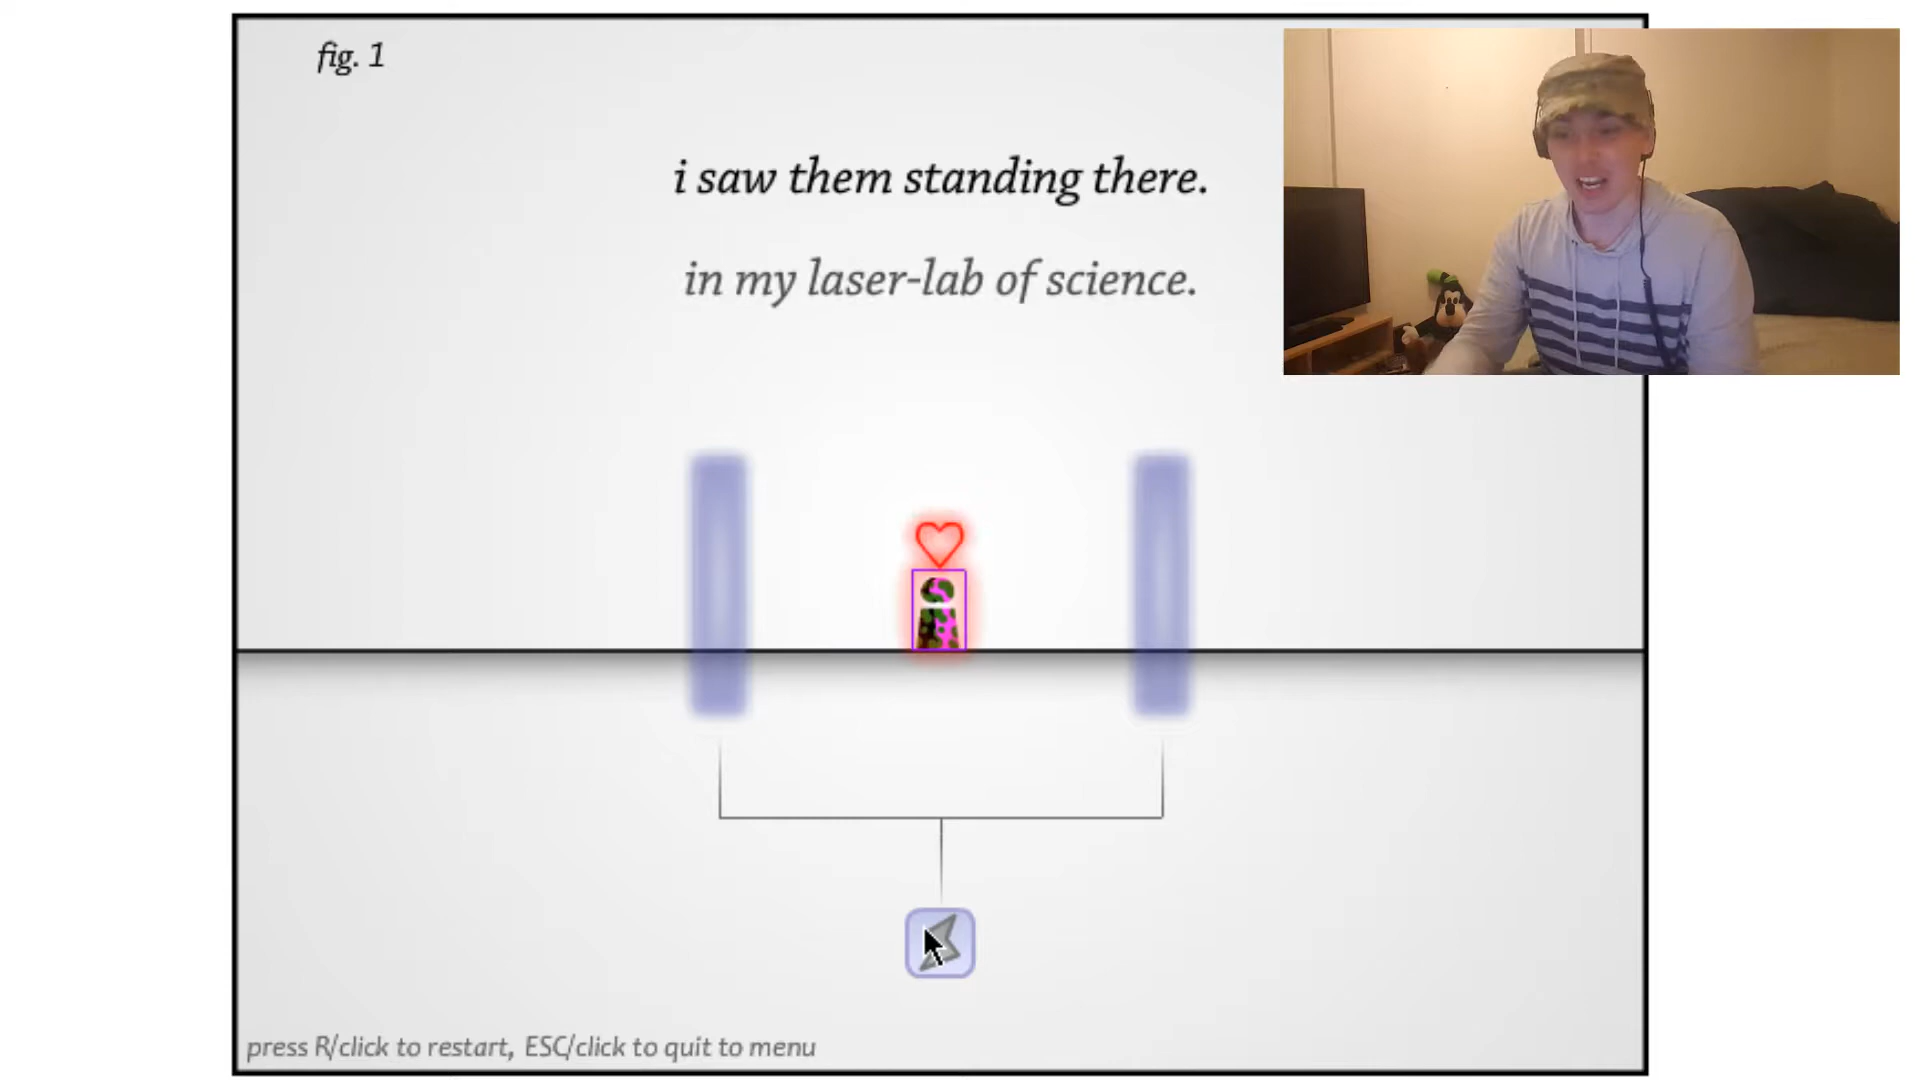 fig. 1
i saw them standing there.
in my laser-lab of science.
press R/click to restart, ESC/click to quit to menu